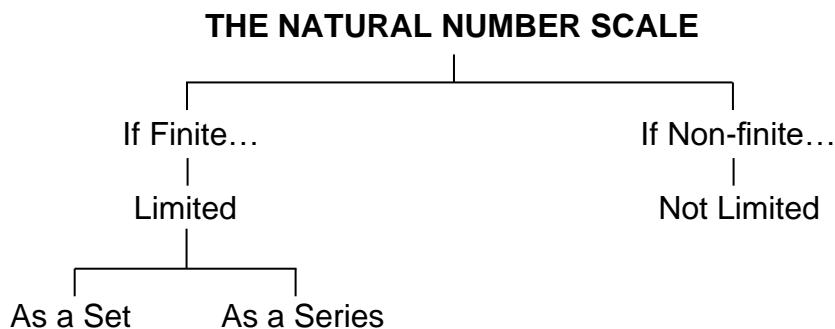 THE NATURAL NUMBER SCALE
If Finite… If Non-finite…
Limited Not Limited
As a Set As a Series